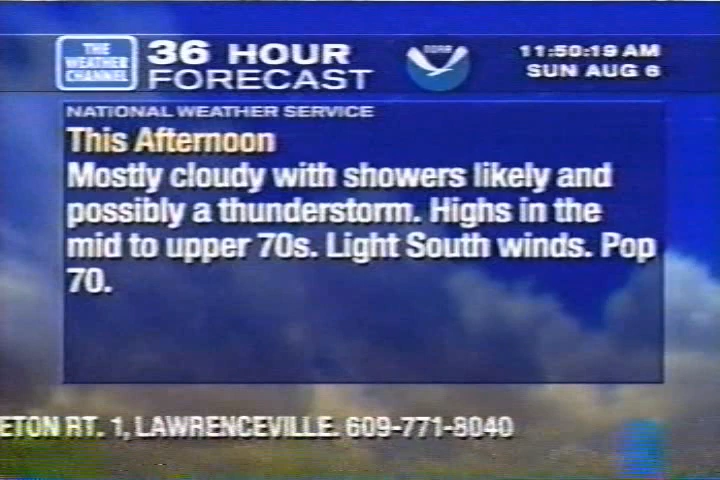 THE
WEATHER
CHANNEL
36 HOUR
FORECAST
NOAA
11:50:19 AM
SUN AUG 6
NATIONAL WEATHER SERVICE
This Afternoon
Mostly cloudy with showers likely and
possibly a thunderstorm. Highs in the
mid to upper 70s. Light South winds. Pop
70.
ETON RT. 1, LAWRENCEVILLE. 609-771-8040